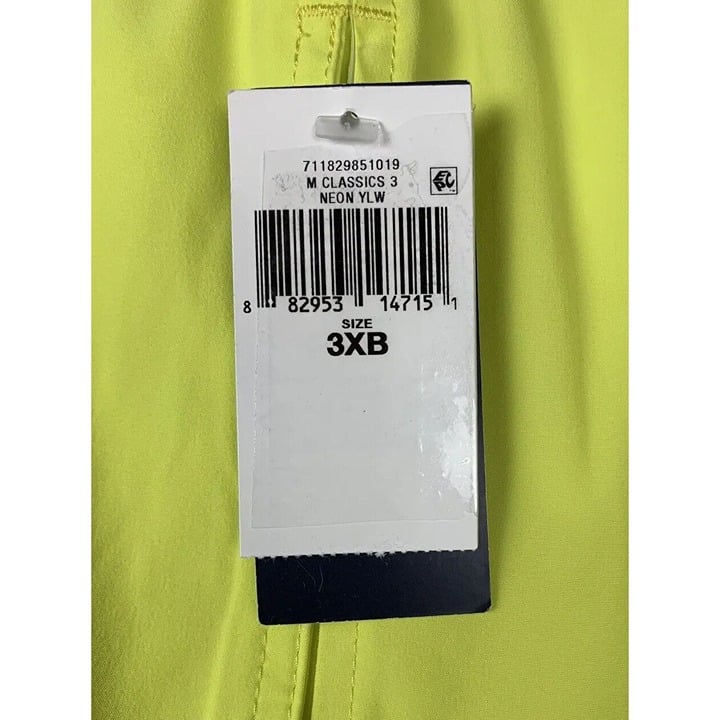 711829851019
M CLASSICS 3
NEON YLW
8 82953 14715 1
SIZE
3XB